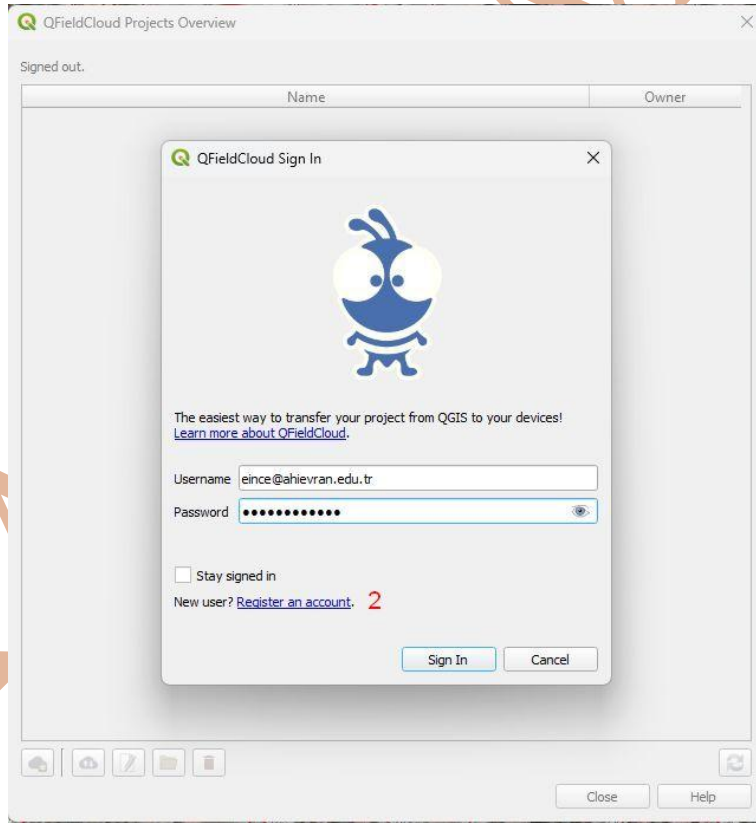 QFieldCloud Projects Overview
Signed out.
Name Owner
QFieldCloud Sign In
The easiest way to transfer your project from QGIS to your devices!
Learn more about QFieldCloud.
Username eince@ahievran.edu.tr
Password ●●●●●●●●●●●●
Stay signed in
New user? Register an account. 2
Sign In Cancel
Close Help